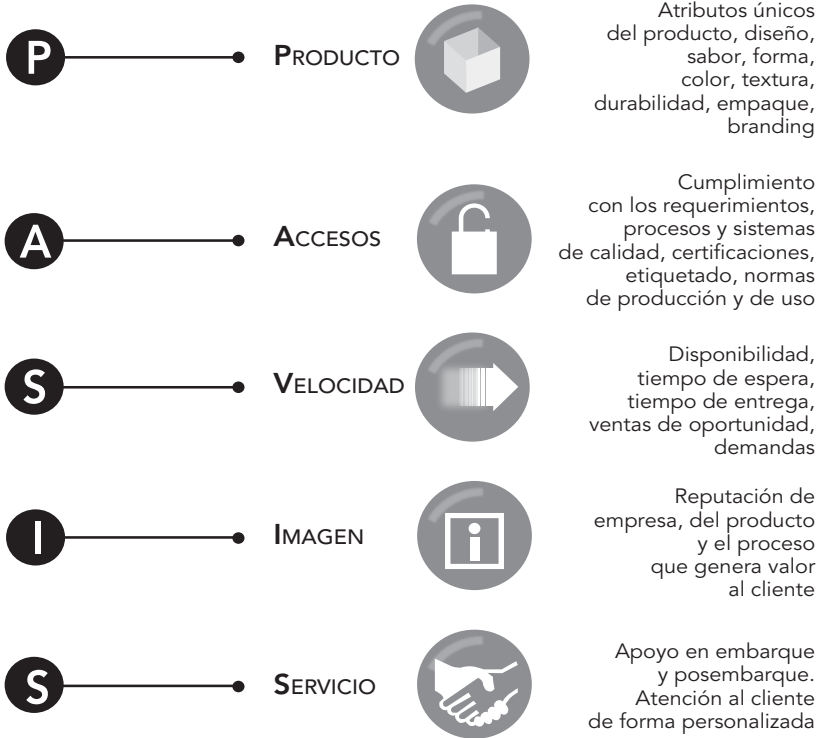 P
PRODUCTO
Atributos únicos
del producto, diseño,
sabor, forma,
color, textura,
durabilidad, empaque,
branding
A
ACCESOS
Cumplimiento
con los requerimientos,
procesos y sistemas
de calidad, certificaciones,
etiquetado, normas
de producción y de uso
S
VELOCIDAD
Disponibilidad,
tiempo de espera,
tiempo de entrega,
ventas de oportunidad,
demandas
I
IMAGEN
i
Reputación de
empresa, del producto
y el proceso
que genera valor
al cliente
S
SERVICIO
Apoyo en embarque
y posembarque.
Atención al cliente
de forma personalizada